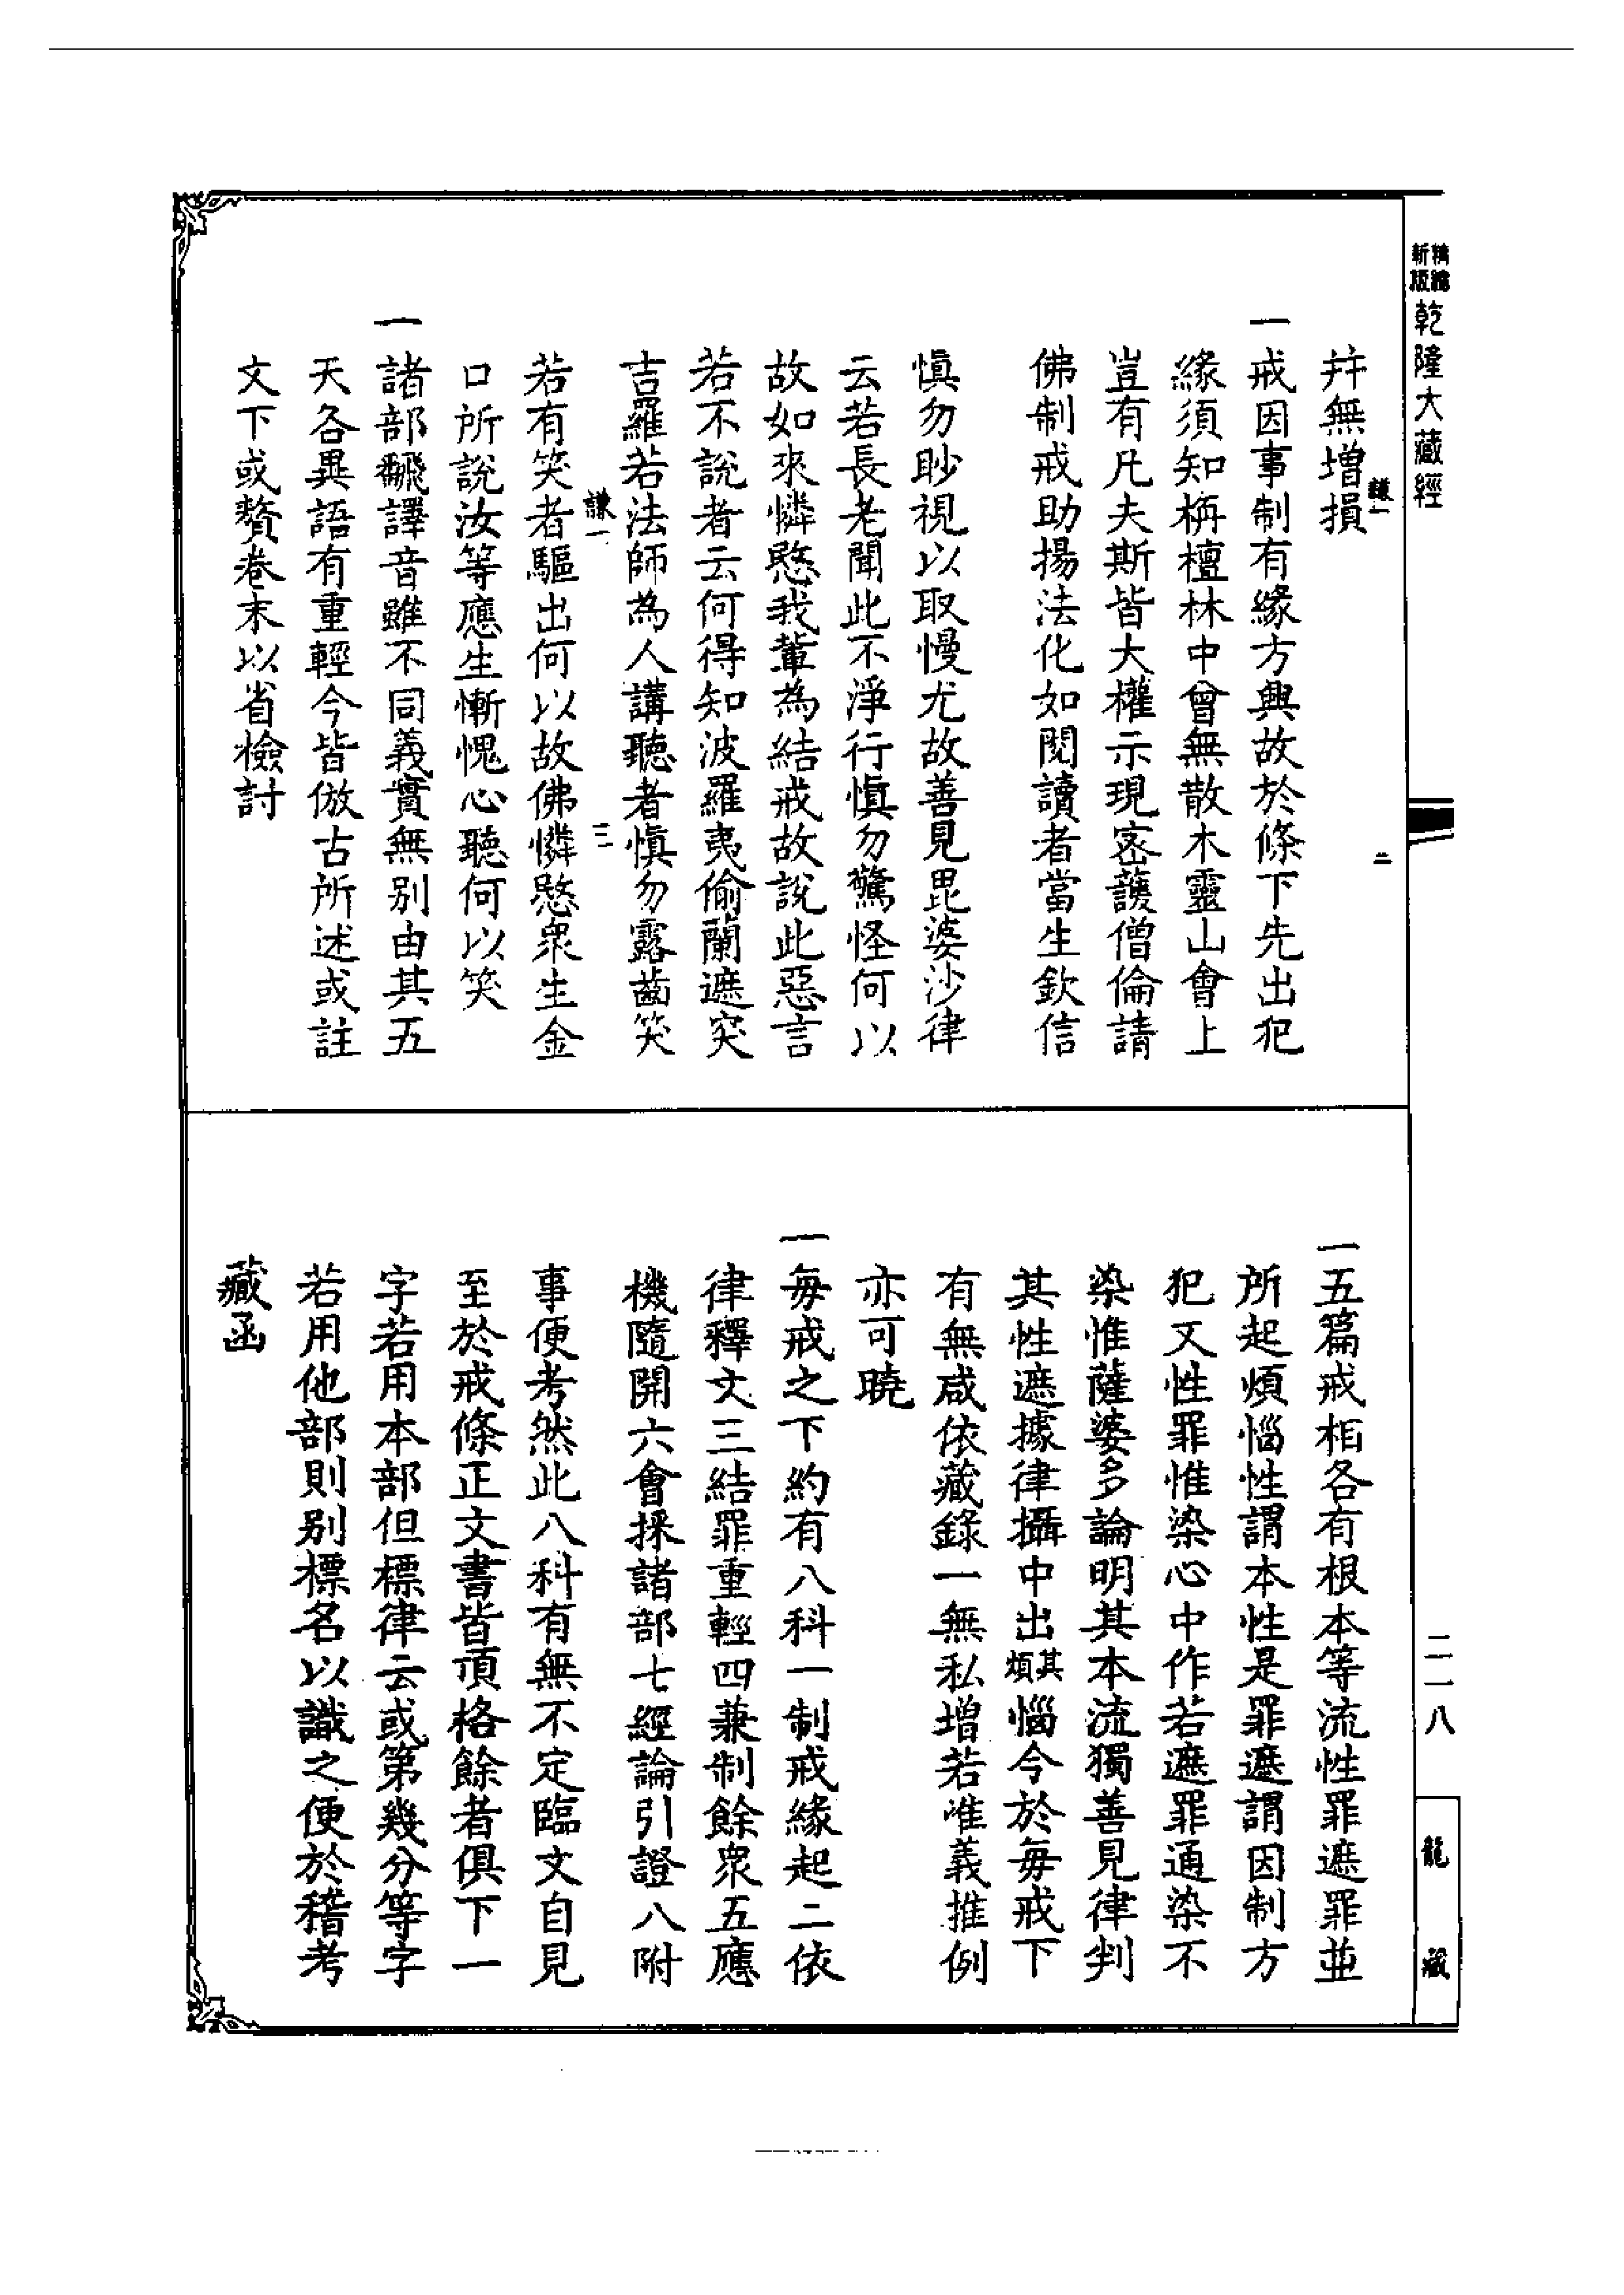 精縮新版乾隆大藏經
謙一
二
幷無增損
一戒因事制有緣方興故於條下先出犯
緣須知栴檀林中曾無散木靈山會上
豈有凡夫斯皆大權示現密護僧倫請
佛制戒助揚法化如閱讀者當生欽信
愼勿眇視以取慢尤故善見毘婆沙律
云若長老聞此不淨行愼勿驚怪何以
故如來憐愍我輩為結戒故說此惡言
若不說者云何得知波羅夷偷蘭遮突
吉羅若法師為人講聽者愼勿露齒笑
謙一
三
若有笑者驅出何以故佛憐愍衆生金
口所說汝等應生慚愧心聽何以笑
一諸部飜譯音雖不同義實無别由其五
天各異語有重輕今皆倣古所述或註
文下或贅卷末以省檢討
一五篇戒相各有根本等流性罪遮罪並
所起煩惱性謂本性是罪遮謂因制方
犯又性罪惟染心中作若遮罪通染不
染惟薩婆多論明其本流獨善見律判
其性遮據律攝中出其煩惱今於每戒下
有無咸依藏錄一無私增若准義推例
亦可曉
一每戒之下約有八科一制戒緣起二依
律釋文三結罪重輕四兼制餘衆五應
機隨開六會採諸部七經論引證八附
事便考然此八科有無不定臨文自見
至於戒條正文書皆頂格餘者俱下一
字若用本部但標律云或第幾分等字
若用他部則别標名以識之便於稽考
藏函
二一八
龍藏